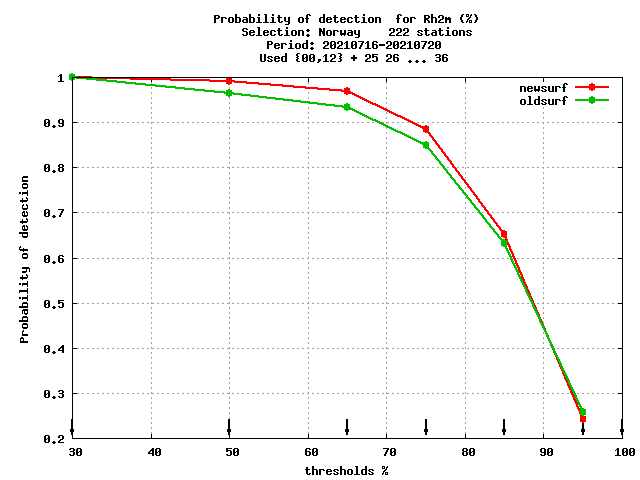 Probability of detection  for Rh2m (%)
Selection: Norway    222 stations
Period: 20210716-20210720
Used {00,12} + 25 26 ... 36
newsurf
oldsurf
Probability of detection
1
0.9
0.8
0.7
0.6
0.5
0.4
0.3
0.2
30 40 50 60 70 80 90 100
thresholds %